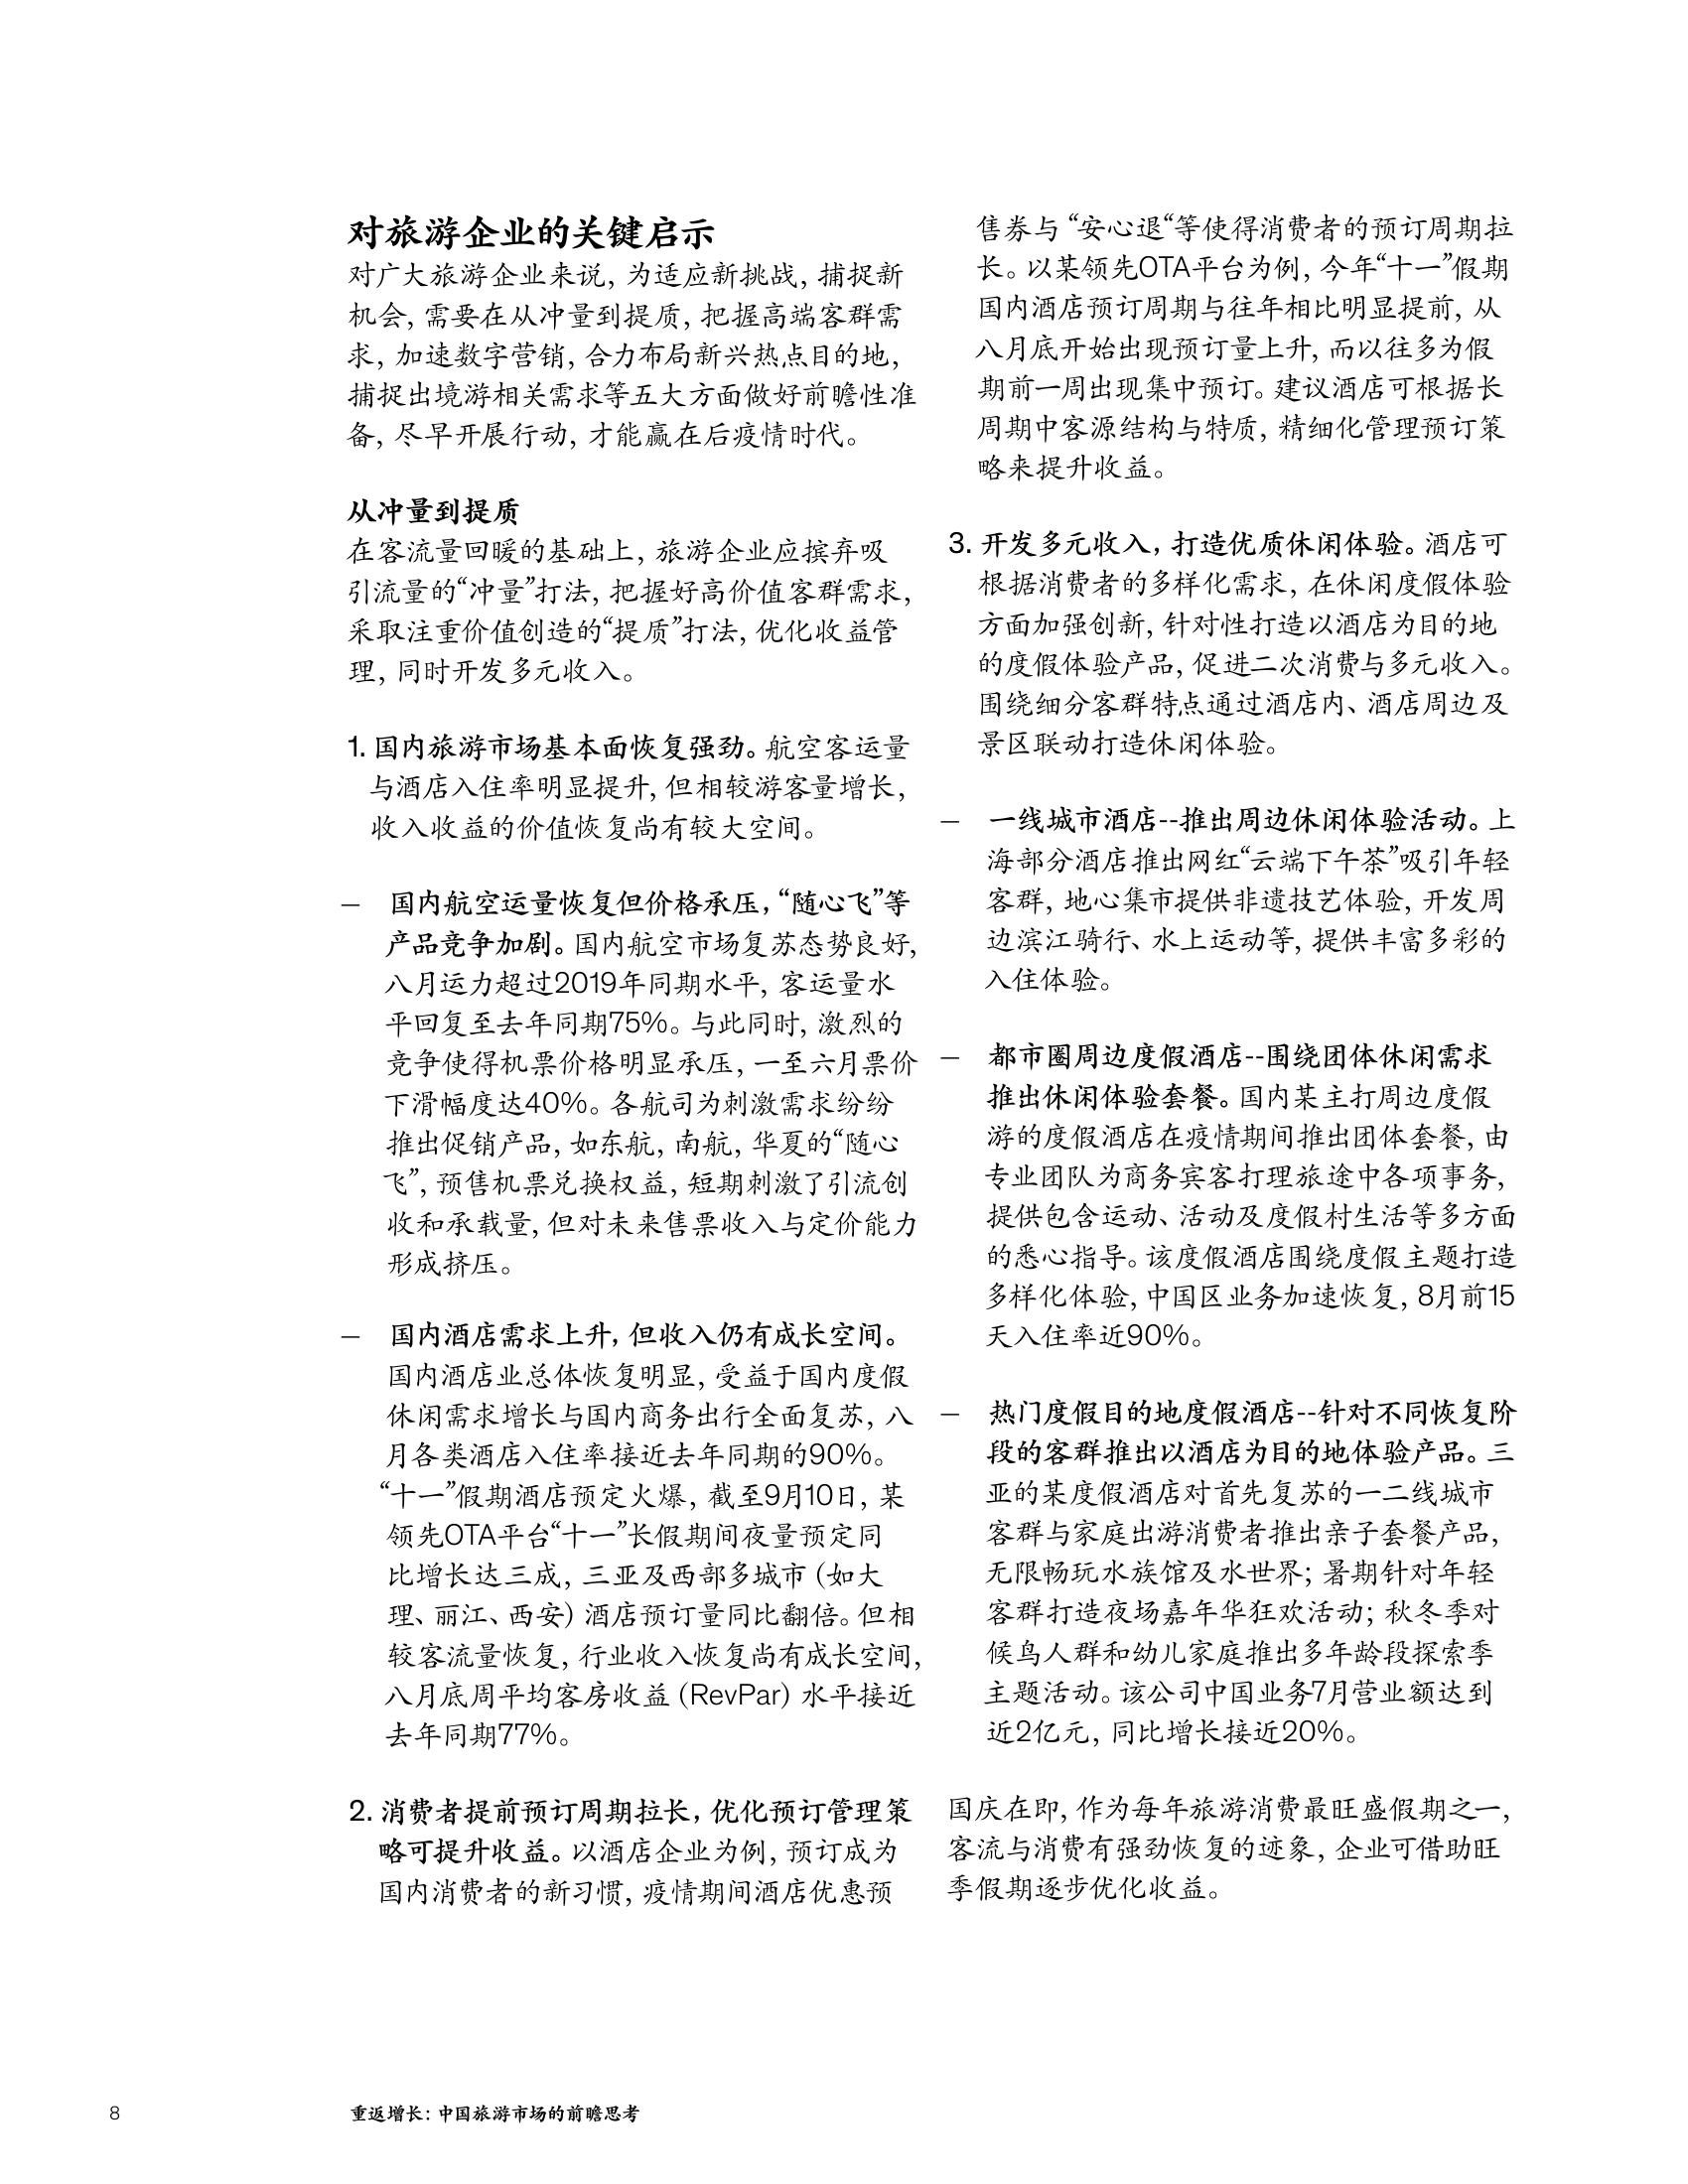 对旅游企业的关键启示
对广大旅游企业来说，为适应新挑战，捕捉新
机会，需要在从冲量到提质，把握高端客群需
求，加速数字营销，合力布局新兴热点目的地，
捕捉出境游相关需求等五大方面做好前瞻性准
备，尽早开展行动，才能赢在后疫情时代。
从冲量到提质
在客流量回暖的基础上，旅游企业应摈弃吸
引流量的“冲量”打法，把握好高价值客群需求，
采取注重价值创造的“提质”打法，优化收益管
理，同时开发多元收入。
1. 国内旅游市场基本面恢复强劲。航空客运量
与酒店入住率明显提升，但相较游客量增长，
收入收益的价值恢复尚有较大空间。
— 国内航空运量恢复但价格承压，“随心飞”等
产品竞争加剧。国内航空市场复苏态势良好，
八月运力超过2019年同期水平，客运量水
平回复至去年同期75%。与此同时，激烈的
竞争使得机票价格明显承压，一至六月票价
下滑幅度达40%。各航司为刺激需求纷纷
推出促销产品，如东航，南航，华夏的“随心
飞”，预售机票兑换权益，短期刺激了引流创
收和承载量，但对未来售票收入与定价能力
形成挤压。
— 国内酒店需求上升，但收入仍有成长空间。
国内酒店业总体恢复明显，受益于国内度假
休闲需求增长与国内商务出行全面复苏，八
月各类酒店入住率接近去年同期的90%。
“十一”假期酒店预定火爆，截至9月10日，某
领先OTA平台“十一”长假期间夜量预定同
比增长达三成，三亚及西部多城市（如大
理、丽江、西安）酒店预订量同比翻倍。但相
较客流量恢复，行业收入恢复尚有成长空间，
八月底周平均客房收益（RevPar）水平接近
去年同期77%。
2. 消费者提前预订周期拉长，优化预订管理策
略可提升收益。以酒店企业为例，预订成为
国内消费者的新习惯，疫情期间酒店优惠预
售券与 “安心退“等使得消费者的预订周期拉
长。以某领先OTA平台为例，今年“十一”假期
国内酒店预订周期与往年相比明显提前，从
八月底开始出现预订量上升，而以往多为假
期前一周出现集中预订。建议酒店可根据长
周期中客源结构与特质，精细化管理预订策
略来提升收益。
3. 开发多元收入，打造优质休闲体验。酒店可
根据消费者的多样化需求，在休闲度假体验
方面加强创新，针对性打造以酒店为目的地
的度假体验产品，促进二次消费与多元收入。
围绕细分客群特点通过酒店内、酒店周边及
景区联动打造休闲体验。
— 一线城市酒店--推出周边休闲体验活动。上
海部分酒店推出网红“云端下午茶”吸引年轻
客群，地心集市提供非遗技艺体验，开发周
边滨江骑行、水上运动等，提供丰富多彩的
入住体验。
— 都市圈周边度假酒店--围绕团体休闲需求
推出休闲体验套餐。国内某主打周边度假
游的度假酒店在疫情期间推出团体套餐，由
专业团队为商务宾客打理旅途中各项事务，
提供包含运动、活动及度假村生活等多方面
的悉心指导。该度假酒店围绕度假主题打造
多样化体验，中国区业务加速恢复，8月前15
天入住率近90%。
— 热门度假目的地度假酒店--针对不同恢复阶
段的客群推出以酒店为目的地体验产品。三
亚的某度假酒店对首先复苏的一二线城市
客群与家庭出游消费者推出亲子套餐产品，
无限畅玩水族馆及水世界；暑期针对年轻
客群打造夜场嘉年华狂欢活动；秋冬季对
候鸟人群和幼儿家庭推出多年龄段探索季
主题活动。该公司中国业务7月营业额达到
近2亿元，同比增长接近20%。
国庆在即，作为每年旅游消费最旺盛假期之一，
客流与消费有强劲恢复的迹象，企业可借助旺
季假期逐步优化收益。
8
重返增长：中国旅游市场的前瞻思考